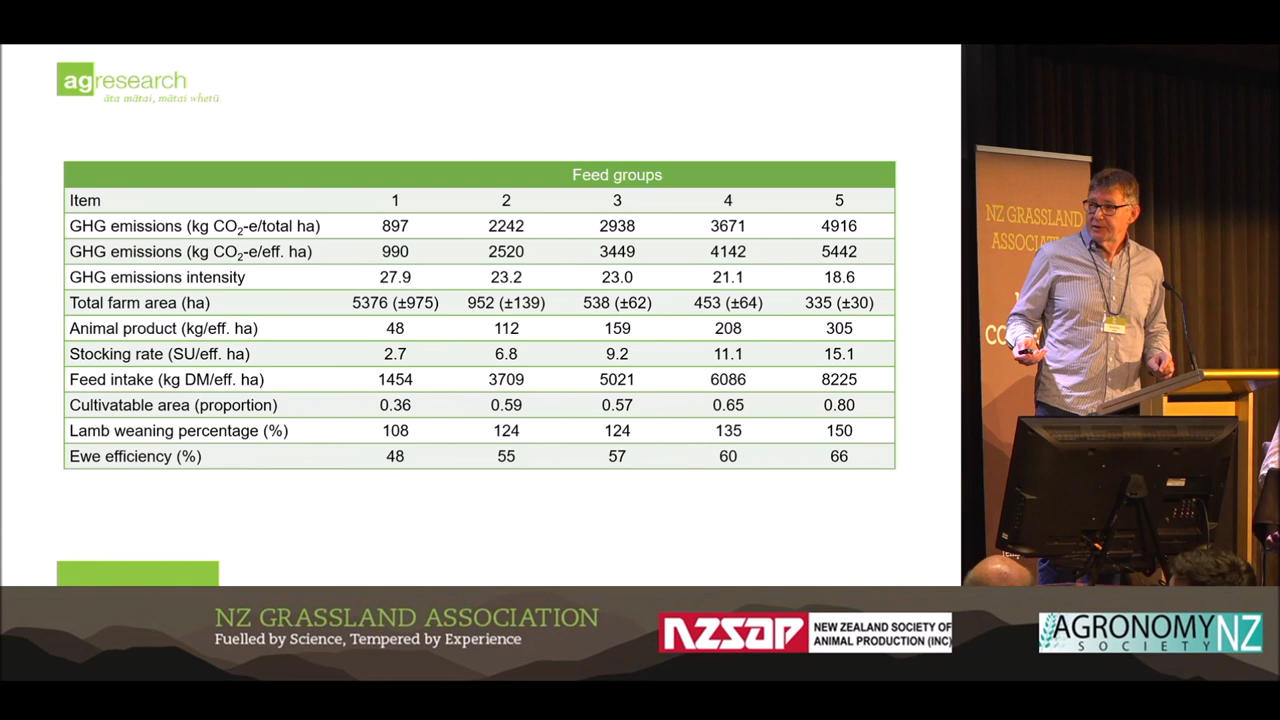 agresearch
āta mātai, mātai whetū
Feed groups
Item 1 2 3 4 5
GHG emissions (kg CO₂-e/total ha) 897 2242 2938 3671 4916
GHG emissions (kg CO₂-e/eff. ha) 990 2520 3449 4142 5442
GHG emissions intensity 27.9 23.2 23.0 21.1 18.6
Total farm area (ha) 5376 (±975) 952 (±139) 538 (±62) 453 (±64) 335 (±30)
Animal product (kg/eff. ha) 48 112 159 208 305
Stocking rate (SU/eff. ha) 2.7 6.8 9.2 11.1 15.1
Feed intake (kg DM/eff. ha) 1454 3709 5021 6086 8225
Cultivatable area (proportion) 0.36 0.59 0.57 0.65 0.80
Lamb weaning percentage (%) 108 124 124 135 150
Ewe efficiency (%) 48 55 57 60 66
NZ GRASSLAND
NZ GRASSLAND ASSOCIATION
Fuelled by Science, Tempered by Experience
NZSAP
NEW ZEALAND SOCIETY OF
ANIMAL PRODUCTION (INC)
AGRONOMY NZ
SOCIETY